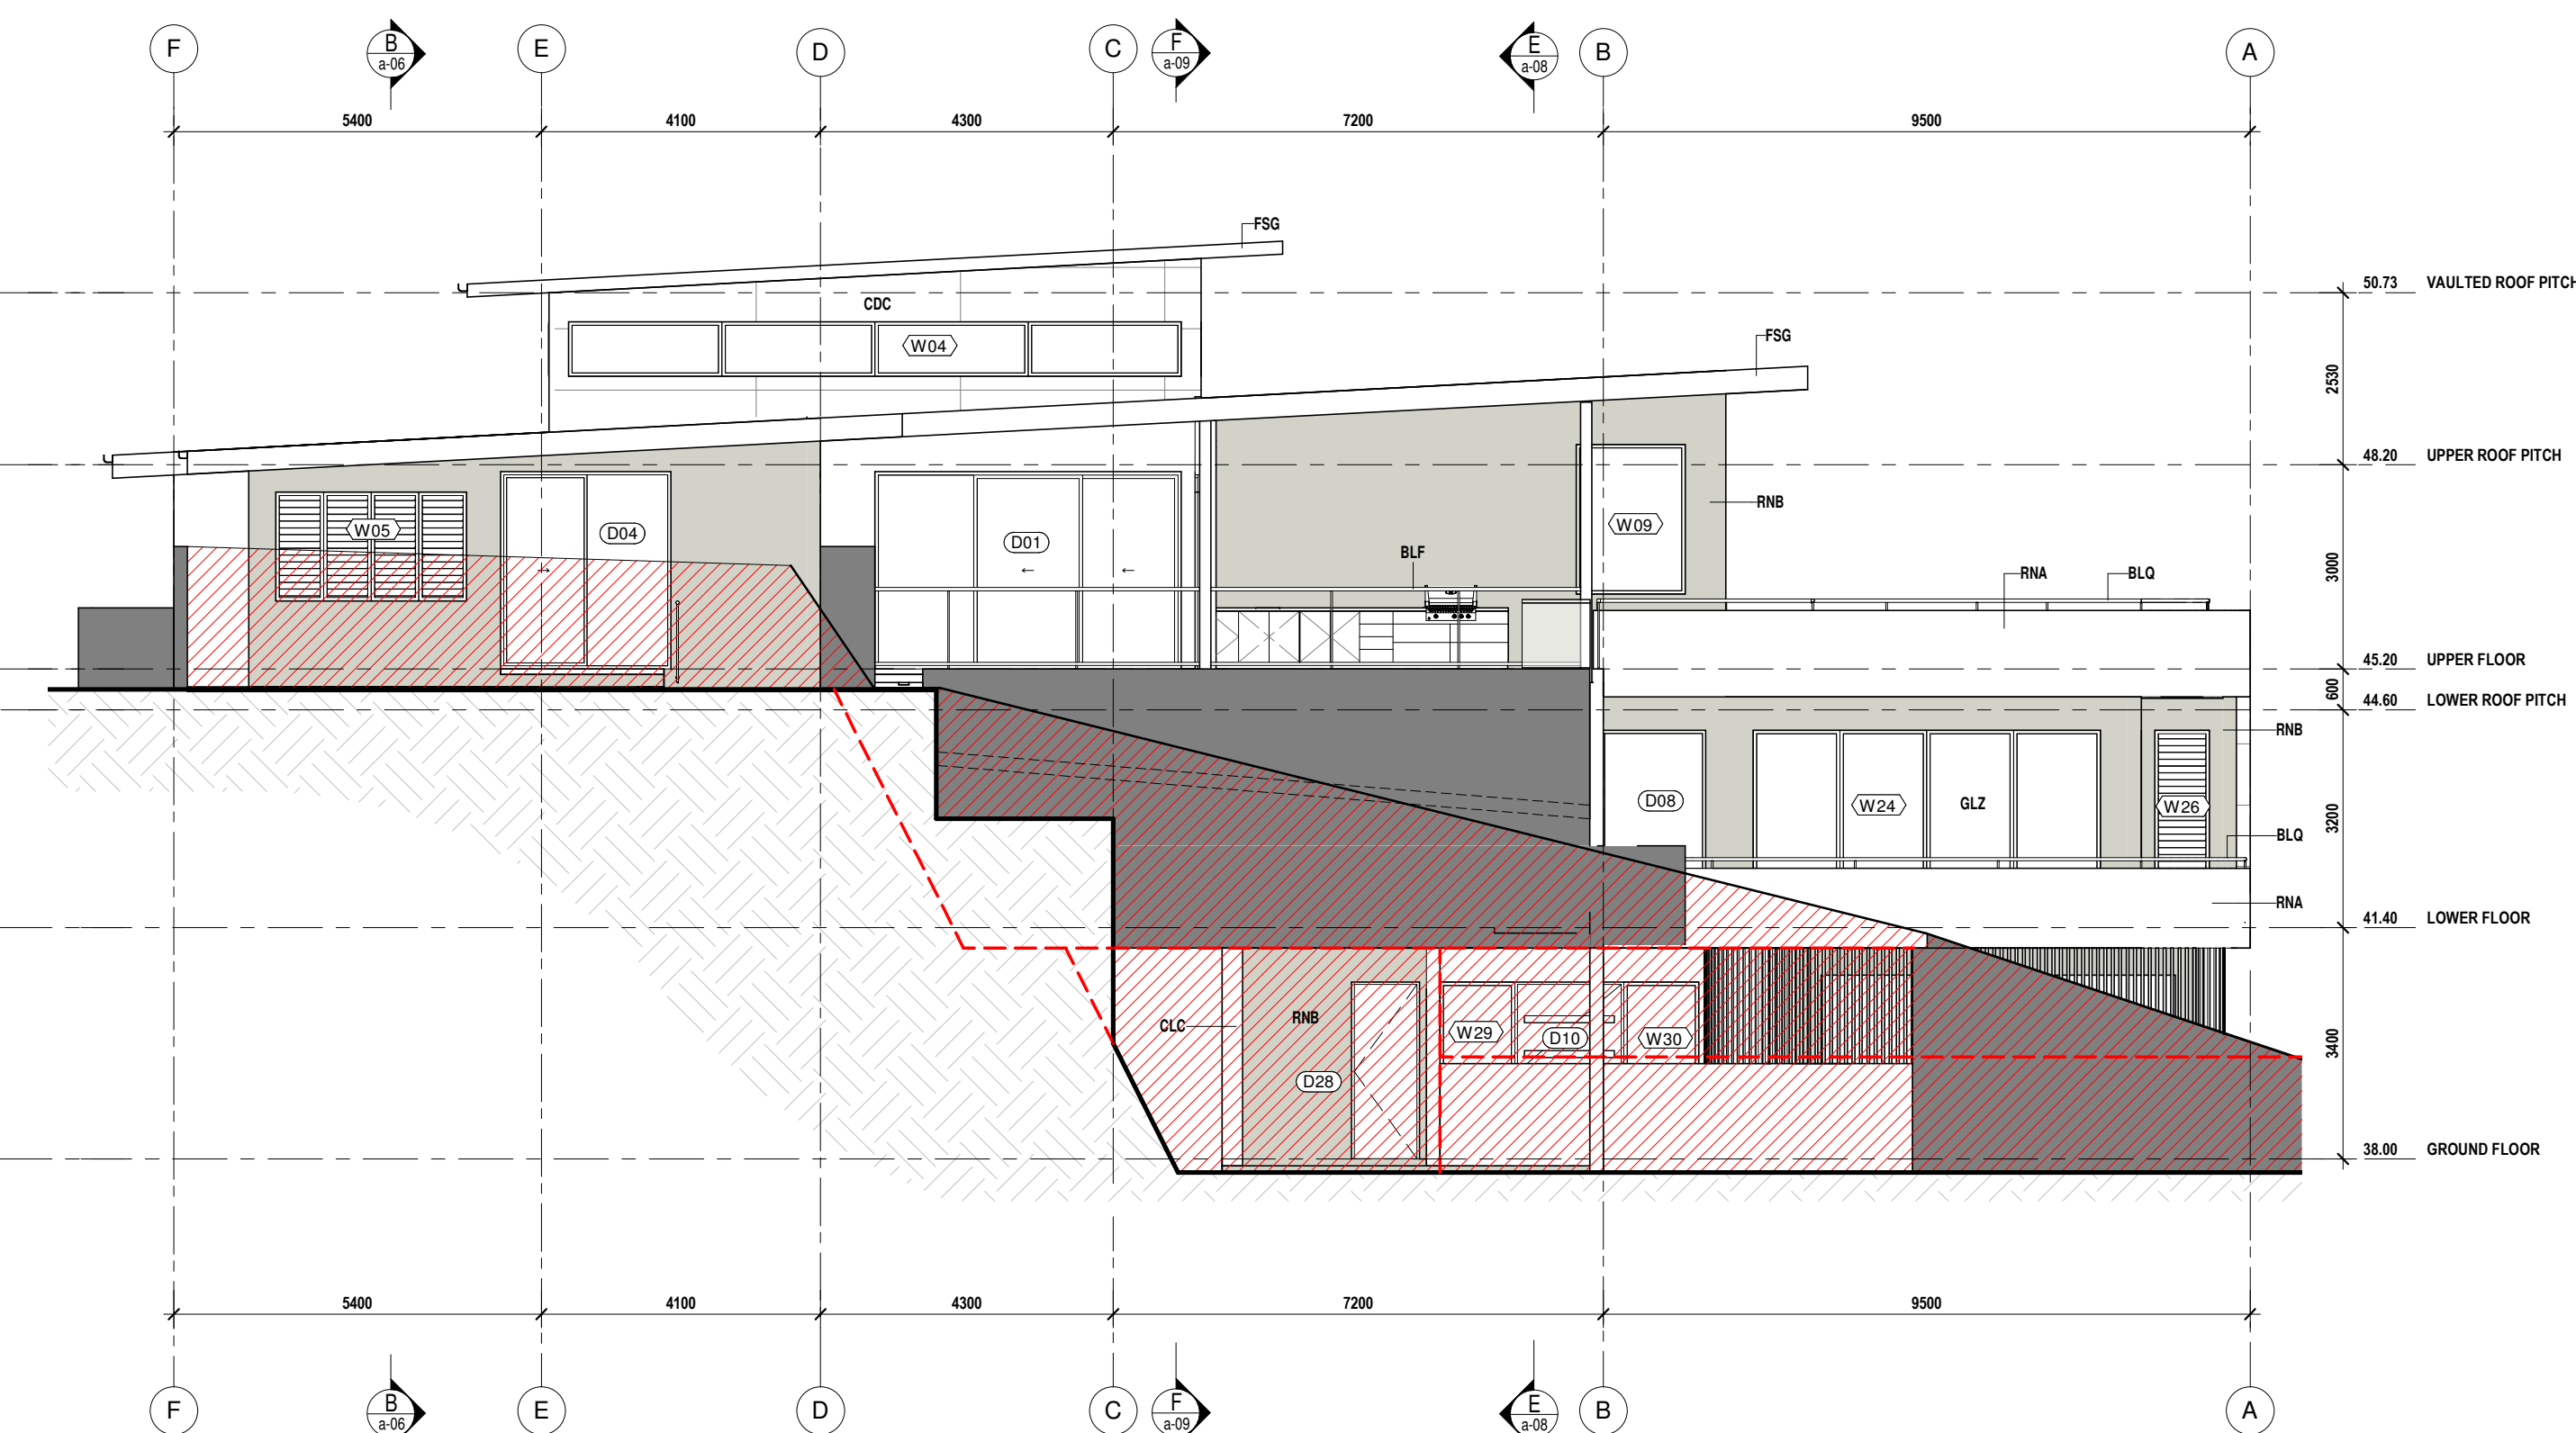 F B E D C F E B A
a-06 a-09 a-08
5400 4100 4300 7200 9500
FSG
50.73 VAULTED ROOF PITCH
CDC
W04
FSG
2530
48.20 UPPER ROOF PITCH
RNB
W05 D04 D01 W09
BLF
3000
RNA BLQ
45.20 UPPER FLOOR
600
44.60 LOWER ROOF PITCH
RNB
D08 W24 GLZ W26
3200
BLQ
RNA
41.40 LOWER FLOOR
CLC RNB W29 D10 W30
3400
D28
38.00 GROUND FLOOR
5400 4100 4300 7200 9500
F B E D C F E B A
a-06 a-09 a-08